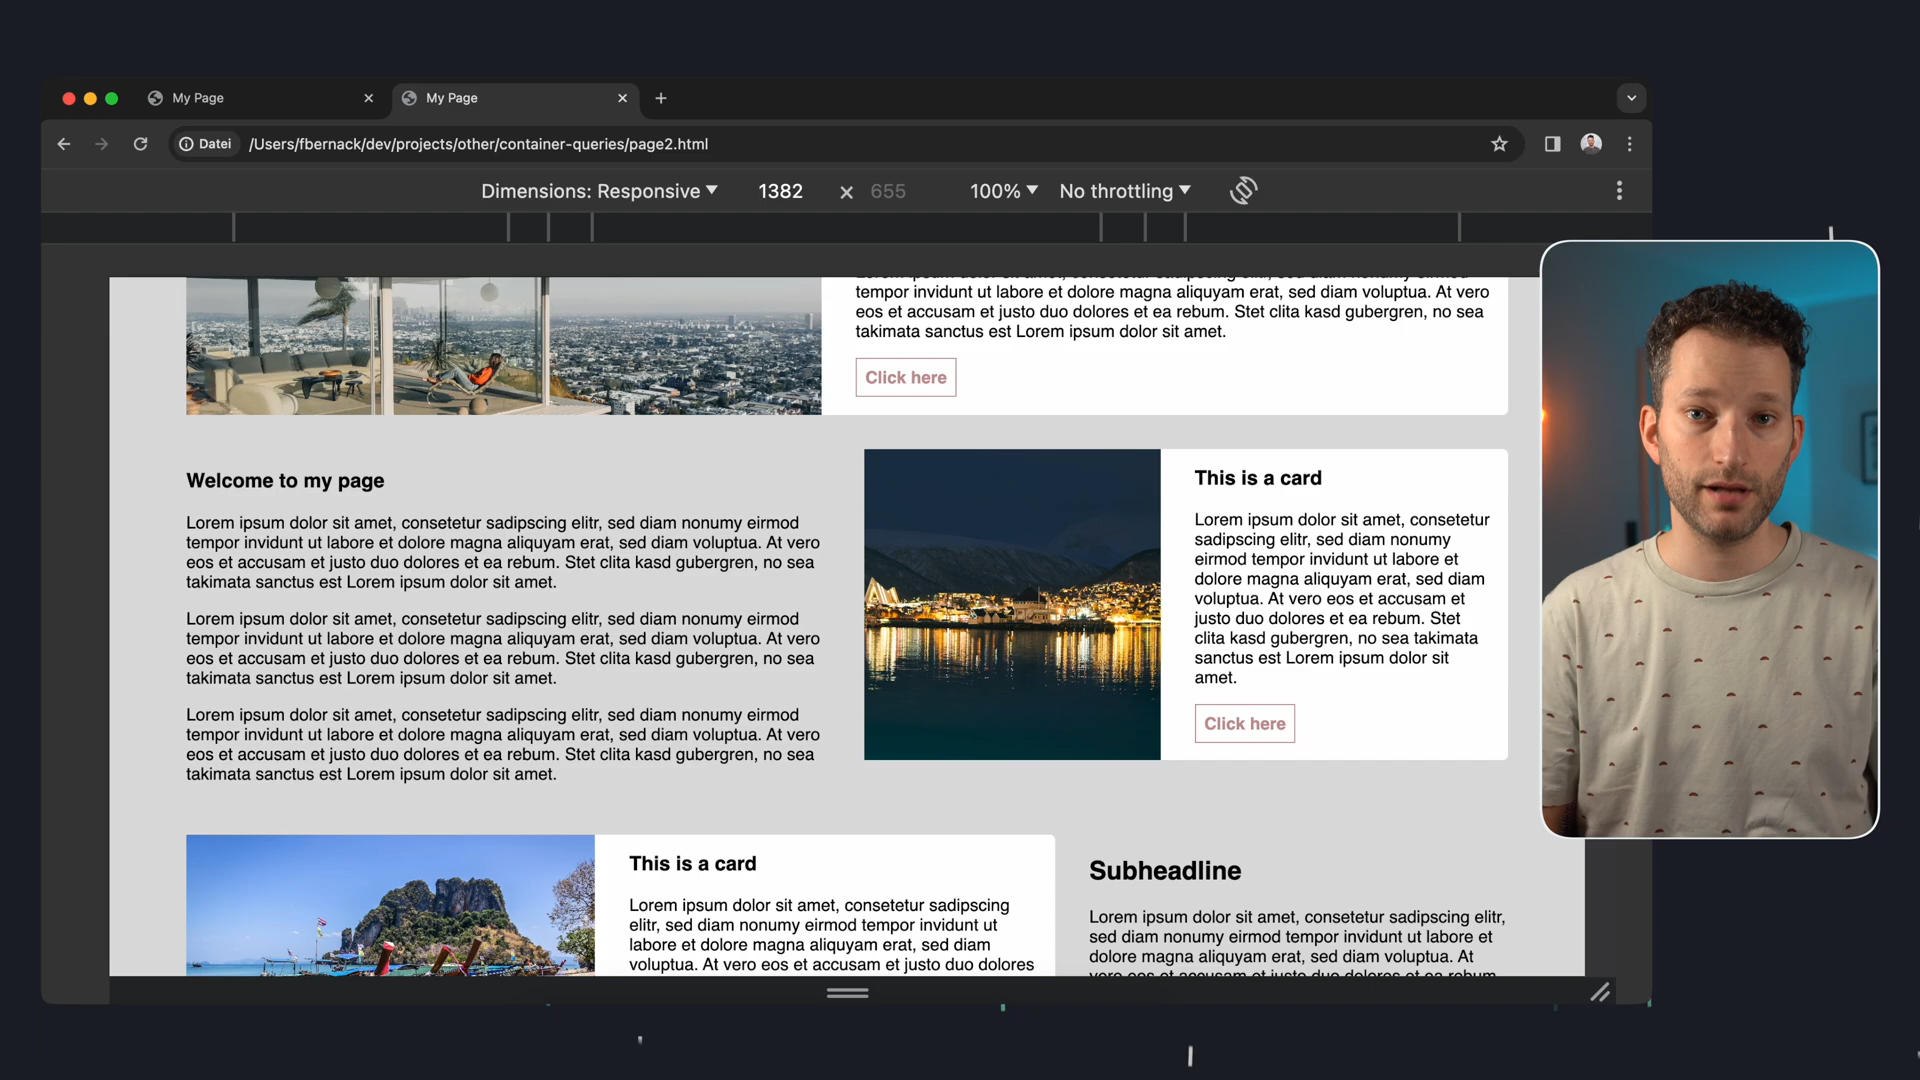 My Page
My Page
Datei
/Users/fbernack/dev/projects/other/container-queries/page2.html
Dimensions: Responsive
1382
655
100%
No throttling
tempor invidunt ut labore et dolore magna aliquyam erat, sed diam voluptua. At vero
eos et accusam et justo duo dolores et ea rebum. Stet clita kasd gubergren, no sea
takimata sanctus est Lorem ipsum dolor sit amet.
Click here
Welcome to my page
Lorem ipsum dolor sit amet, consetetur sadipscing elitr, sed diam nonumy eirmod
tempor invidunt ut labore et dolore magna aliquyam erat, sed diam voluptua. At vero
eos et accusam et justo duo dolores et ea rebum. Stet clita kasd gubergren, no sea
takimata sanctus est Lorem ipsum dolor sit amet.
Lorem ipsum dolor sit amet, consetetur sadipscing elitr, sed diam nonumy eirmod
tempor invidunt ut labore et dolore magna aliquyam erat, sed diam voluptua. At vero
eos et accusam et justo duo dolores et ea rebum. Stet clita kasd gubergren, no sea
takimata sanctus est Lorem ipsum dolor sit amet.
Lorem ipsum dolor sit amet, consetetur sadipscing elitr, sed diam nonumy eirmod
tempor invidunt ut labore et dolore magna aliquyam erat, sed diam voluptua. At vero
eos et accusam et justo duo dolores et ea rebum. Stet clita kasd gubergren, no sea
takimata sanctus est Lorem ipsum dolor sit amet.
This is a card
Lorem ipsum dolor sit amet, consetetur
sadipscing elitr, sed diam nonumy
eirmod tempor invidunt ut labore et
dolore magna aliquyam erat, sed diam
voluptua. At vero eos et accusam et
justo duo dolores et ea rebum. Stet
clita kasd gubergren, no sea takimata
sanctus est Lorem ipsum dolor sit
amet.
Click here
This is a card
Lorem ipsum dolor sit amet, consetetur sadipscing
elitr, sed diam nonumy eirmod tempor invidunt ut
labore et dolore magna aliquyam erat, sed diam
voluptua. At vero eos et accusam et justo duo dolores
Subheadline
Lorem ipsum dolor sit amet, consetetur sadipscing elitr,
sed diam nonumy eirmod tempor invidunt ut labore et
dolore magna aliquyam erat, sed diam voluptua. At
vero eos et accusam et justo duo dolores et ea rebum.